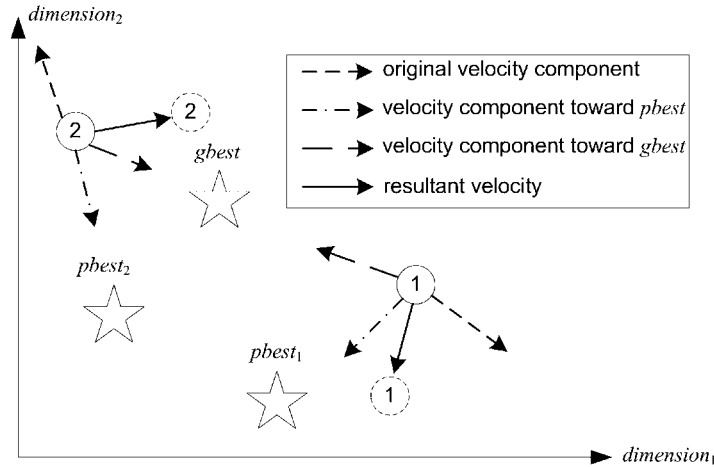 dimension2
original velocity component
velocity component toward pbest
velocity component toward gbest
resultant velocity
2
2
gbest
pbest2
1
pbest1
1
dimension1